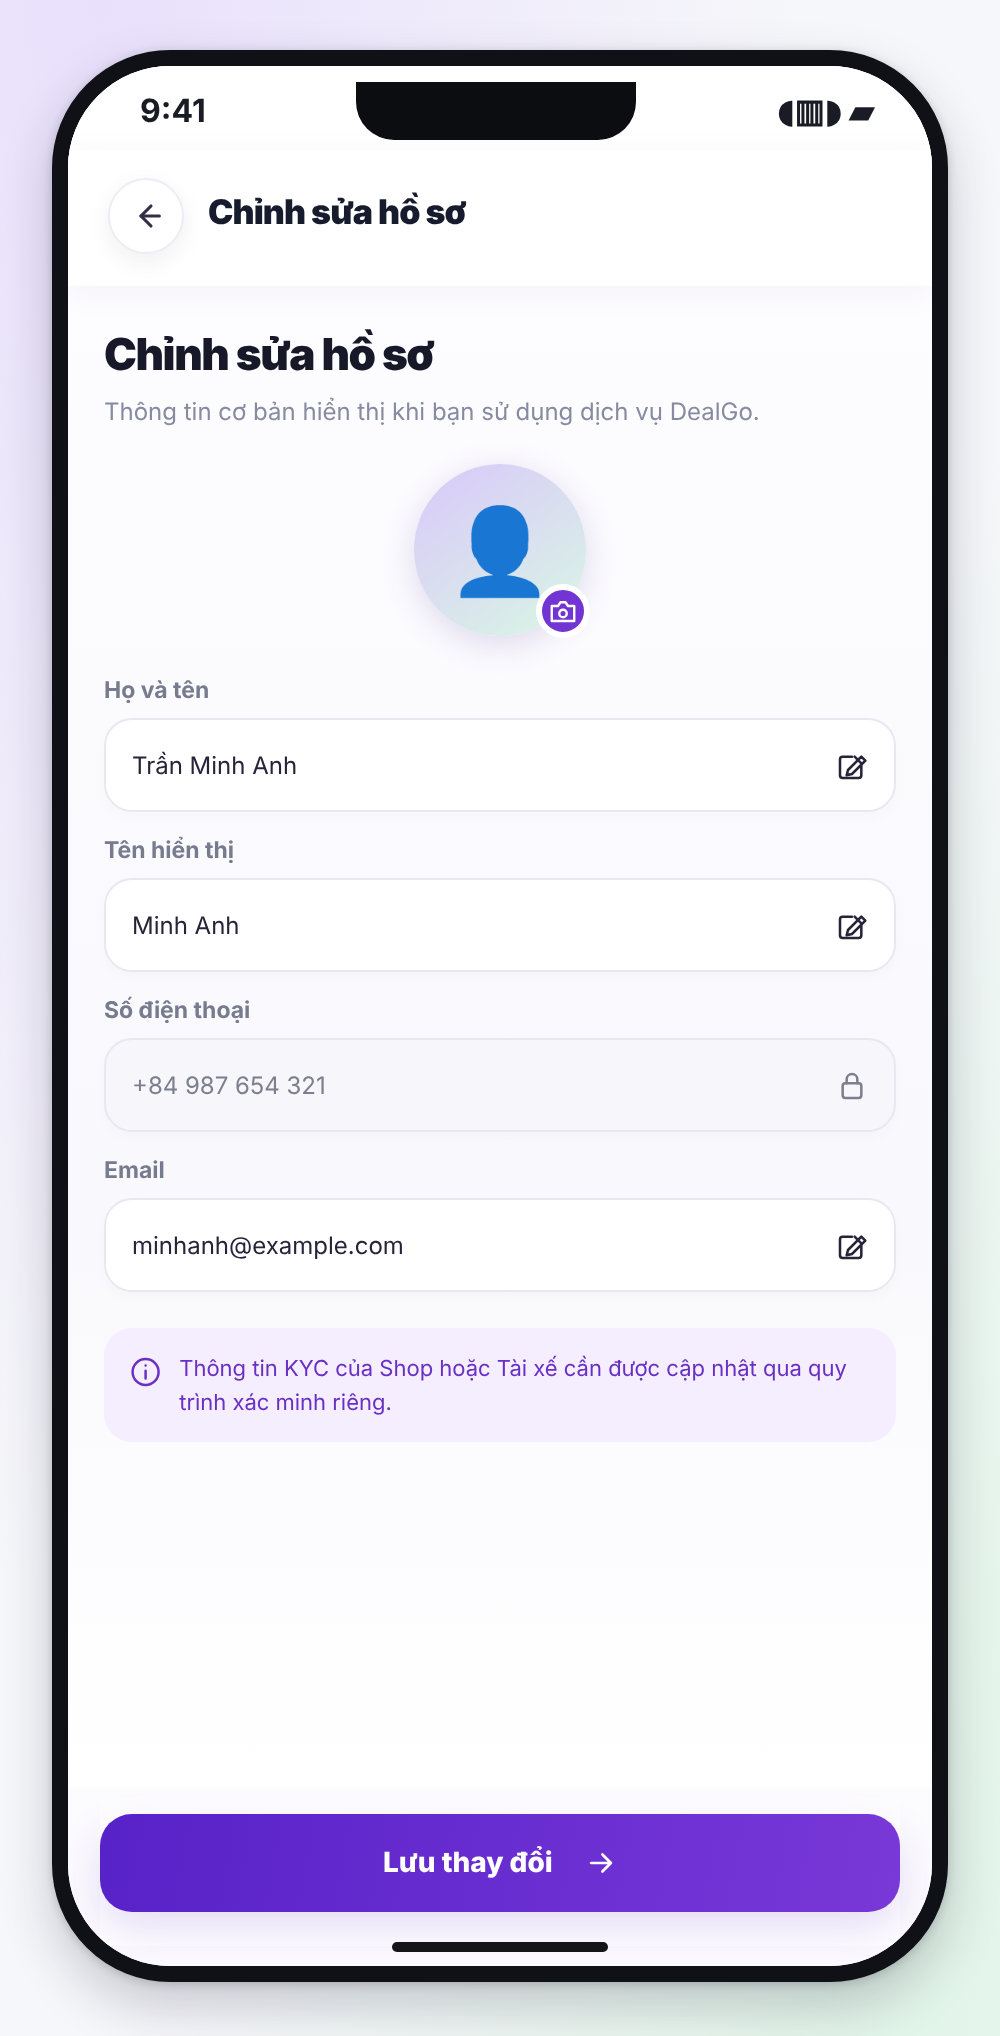 9:41
Chỉnh sửa hồ sơ
Chỉnh sửa hồ sơ
Thông tin cơ bản hiển thị khi bạn sử dụng dịch vụ DealGo.
Họ và tên
Trần Minh Anh
Tên hiển thị
Minh Anh
Số điện thoại
+84 987 654 321
Email
minhanh@example.com
Thông tin KYC của Shop hoặc Tài xế cần được cập nhật qua quy
trình xác minh riêng.
Lưu thay đổi